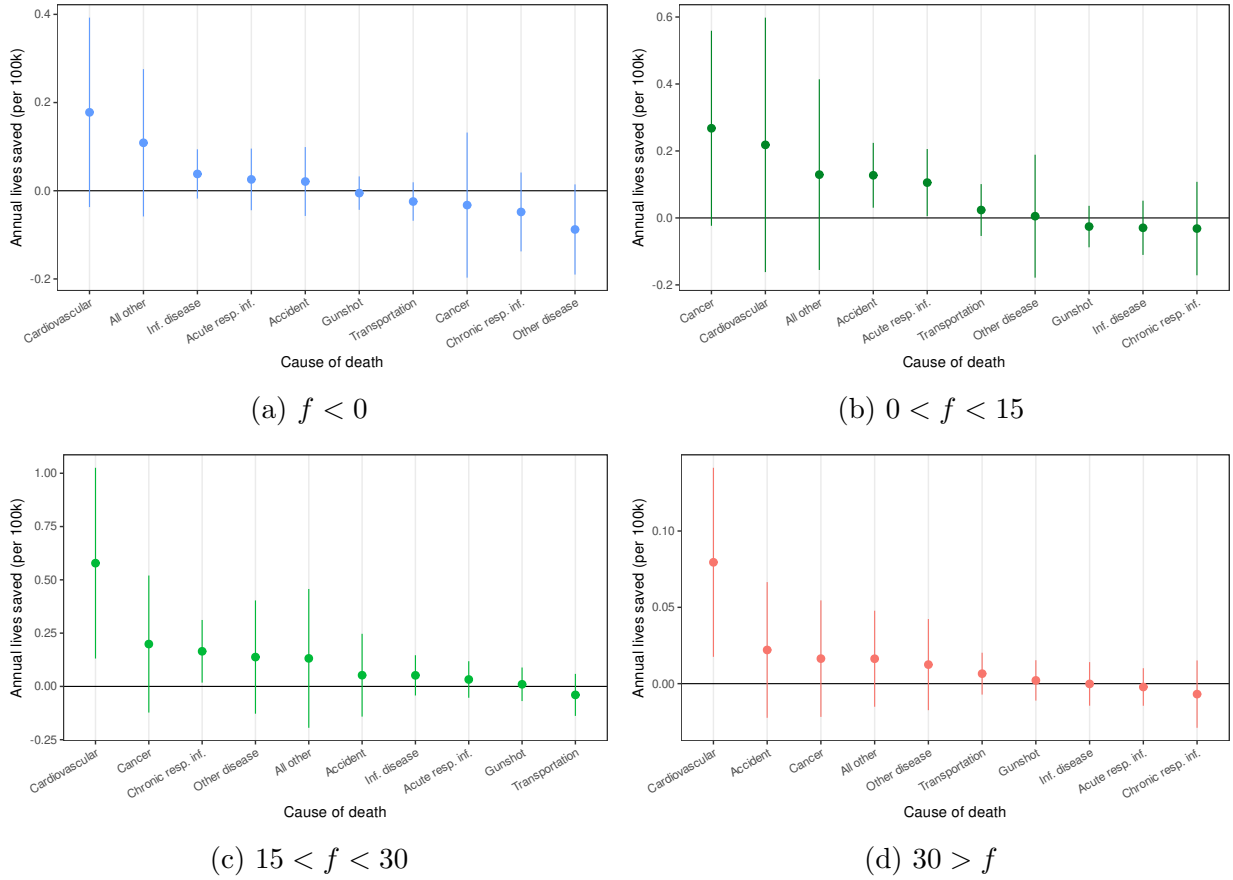 Annual lives saved (per 100k)
0.4
0.2
0.0
-0.2
Cardiovascular
All other
Inf. disease
Acute resp. inf.
Accident
Gunshot
Transportation
Cancer
Chronic resp. inf.
Other disease
Cause of death
(a) f < 0
Annual lives saved (per 100k)
0.6
0.4
0.2
0.0
-0.2
Cancer
Cardiovascular
All other
Accident
Acute resp. inf.
Transportation
Other disease
Gunshot
Inf. disease
Chronic resp. inf.
Cause of death
(b) 0 < f < 15
Annual lives saved (per 100k)
1.00
0.75
0.50
0.25
0.00
-0.25
Cardiovascular
Cancer
Chronic resp. inf.
Other disease
All other
Accident
Inf. disease
Acute resp. inf.
Gunshot
Transportation
Cause of death
(c) 15 < f < 30
Annual lives saved (per 100k)
0.10
0.05
0.00
Cardiovascular
Accident
Cancer
All other
Other disease
Transportation
Gunshot
Inf. disease
Acute resp. inf.
Chronic resp. inf.
Cause of death
(d) 30 > f